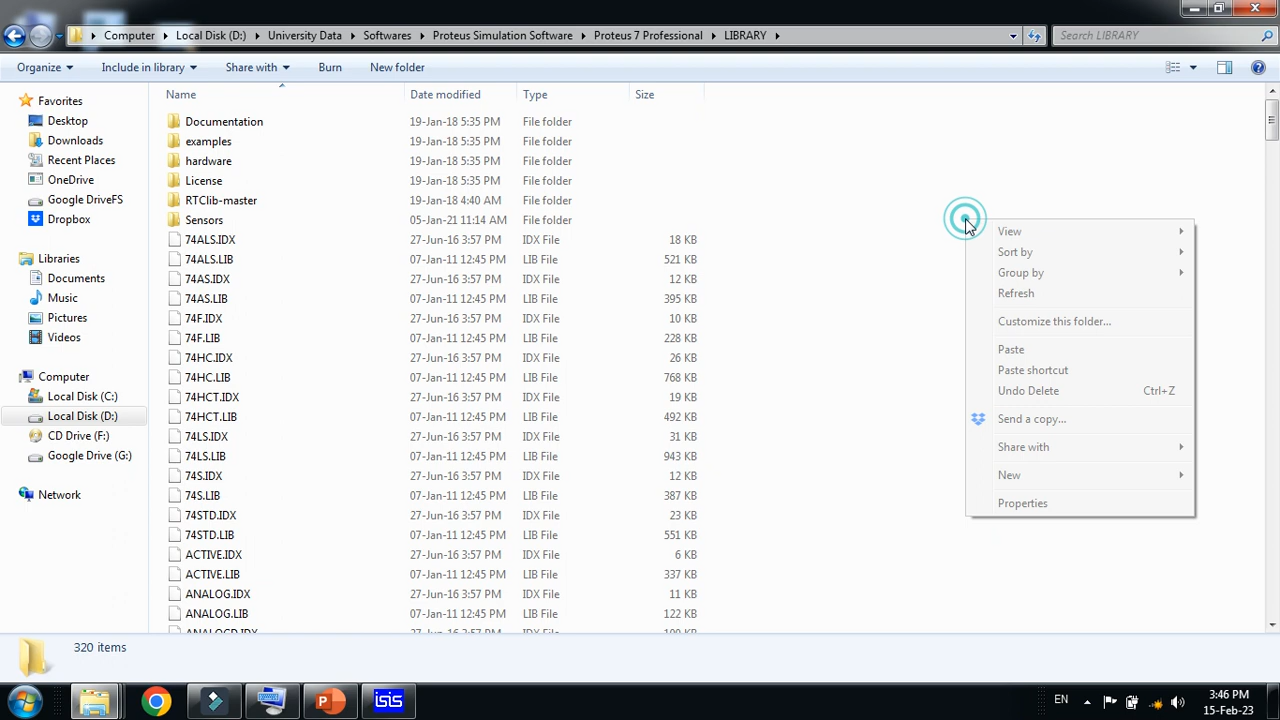 Computer Local Disk (D:) University Data Softwares Proteus Simulation Software Proteus 7 Professional LIBRARY Search LIBRARY
Organize Include in library Share with Burn New folder
Favorites
Desktop
Downloads
Recent Places
OneDrive
Google DriveFS
Dropbox
Libraries
Documents
Music
Pictures
Videos
Computer
Local Disk (C:)
Local Disk (D:)
CD Drive (F:)
Google Drive (G:)
Network
Name Date modified Type Size
Documentation 19-Jan-18 5:35 PM File folder
examples 19-Jan-18 5:35 PM File folder
hardware 19-Jan-18 5:35 PM File folder
License 19-Jan-18 5:35 PM File folder
RTClib-master 19-Jan-18 4:40 AM File folder
Sensors 05-Jan-21 11:14 AM File folder
74ALS.IDX 27-Jun-16 3:57 PM IDX File 18 KB
74ALS.LIB 07-Jan-11 12:45 PM LIB File 521 KB
74AS.IDX 27-Jun-16 3:57 PM IDX File 12 KB
74AS.LIB 07-Jan-11 12:45 PM LIB File 395 KB
74F.IDX 27-Jun-16 3:57 PM IDX File 10 KB
74F.LIB 07-Jan-11 12:45 PM LIB File 228 KB
74HC.IDX 27-Jun-16 3:57 PM IDX File 26 KB
74HC.LIB 07-Jan-11 12:45 PM LIB File 768 KB
74HCT.IDX 27-Jun-16 3:57 PM IDX File 19 KB
74HCT.LIB 07-Jan-11 12:45 PM LIB File 492 KB
74LS.IDX 27-Jun-16 3:57 PM IDX File 31 KB
74LS.LIB 07-Jan-11 12:45 PM LIB File 943 KB
74S.IDX 27-Jun-16 3:57 PM IDX File 12 KB
74S.LIB 07-Jan-11 12:45 PM LIB File 387 KB
74STD.IDX 27-Jun-16 3:57 PM IDX File 23 KB
74STD.LIB 07-Jan-11 12:45 PM LIB File 551 KB
ACTIVE.IDX 27-Jun-16 3:57 PM IDX File 6 KB
ACTIVE.LIB 07-Jan-11 12:45 PM LIB File 337 KB
ANALOG.IDX 27-Jun-16 3:57 PM IDX File 11 KB
ANALOG.LIB 07-Jan-11 12:45 PM LIB File 122 KB
ANALOGD.IDX 27-Jun-16 3:57 PM IDX File
View
Sort by
Group by
Refresh
Customize this folder...
Paste
Paste shortcut
Undo Delete Ctrl+Z
Send a copy...
Share with
New
Properties
320 items
isis
EN
3:46 PM
15-Feb-23